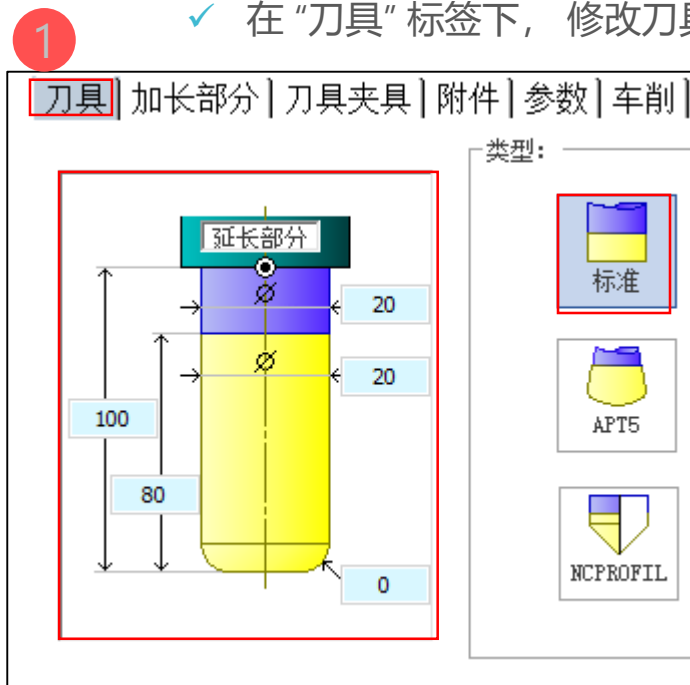 1
✓ 在 “刀具” 标签下， 修改刀
刀具 加长部分 刀具夹具 附件 参数 车削
类型：
延长部分
标准
Ø
20
Ø
20
100
APT5
80
NCPROFIL
0